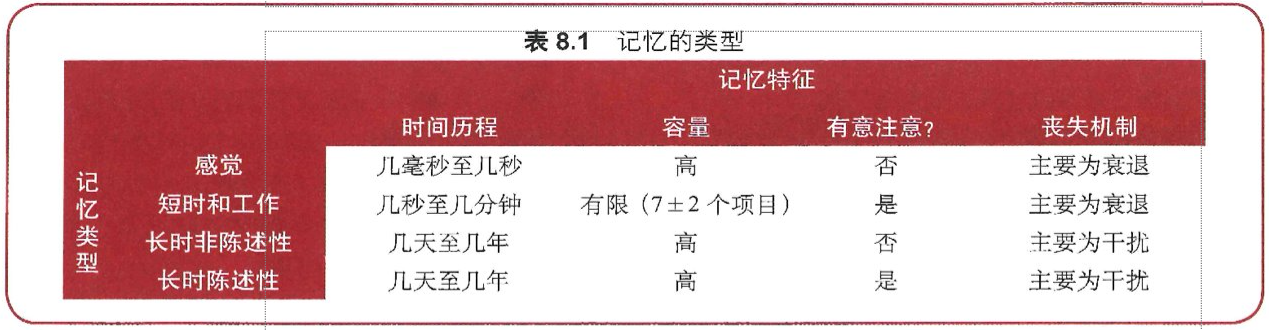 表 8.1 记忆的类型
记忆特征
时间历程 容量 有意注意？ 丧失机制
记忆类型
感觉 几毫秒至几秒 高 否 主要为衰退
短时和工作 几秒至几分钟 有限（7±2 个项目） 是 主要为衰退
长时非陈述性 几天至几年 高 否 主要为干扰
长时陈述性 几天至几年 高 是 主要为干扰